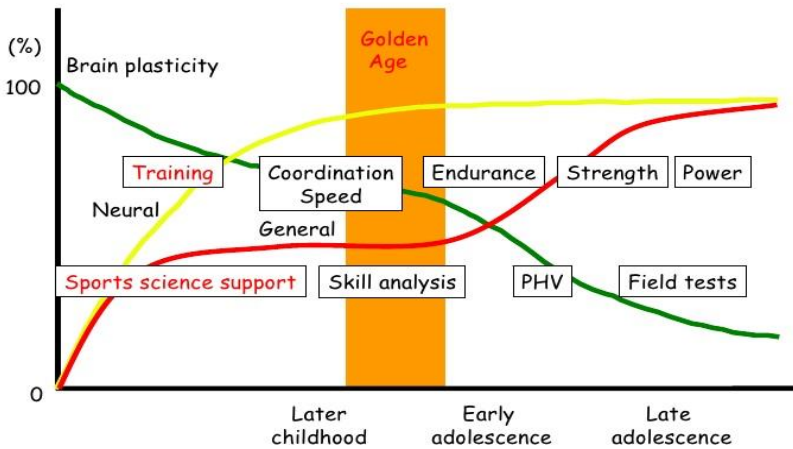 Golden
Age
(%)
Brain plasticity
100
Training
Coordination
Speed
Endurance
Strength
Power
Neural
General
Sports science support
Skill analysis
PHV
Field tests
0
Later
childhood
Early
adolescence
Late
adolescence